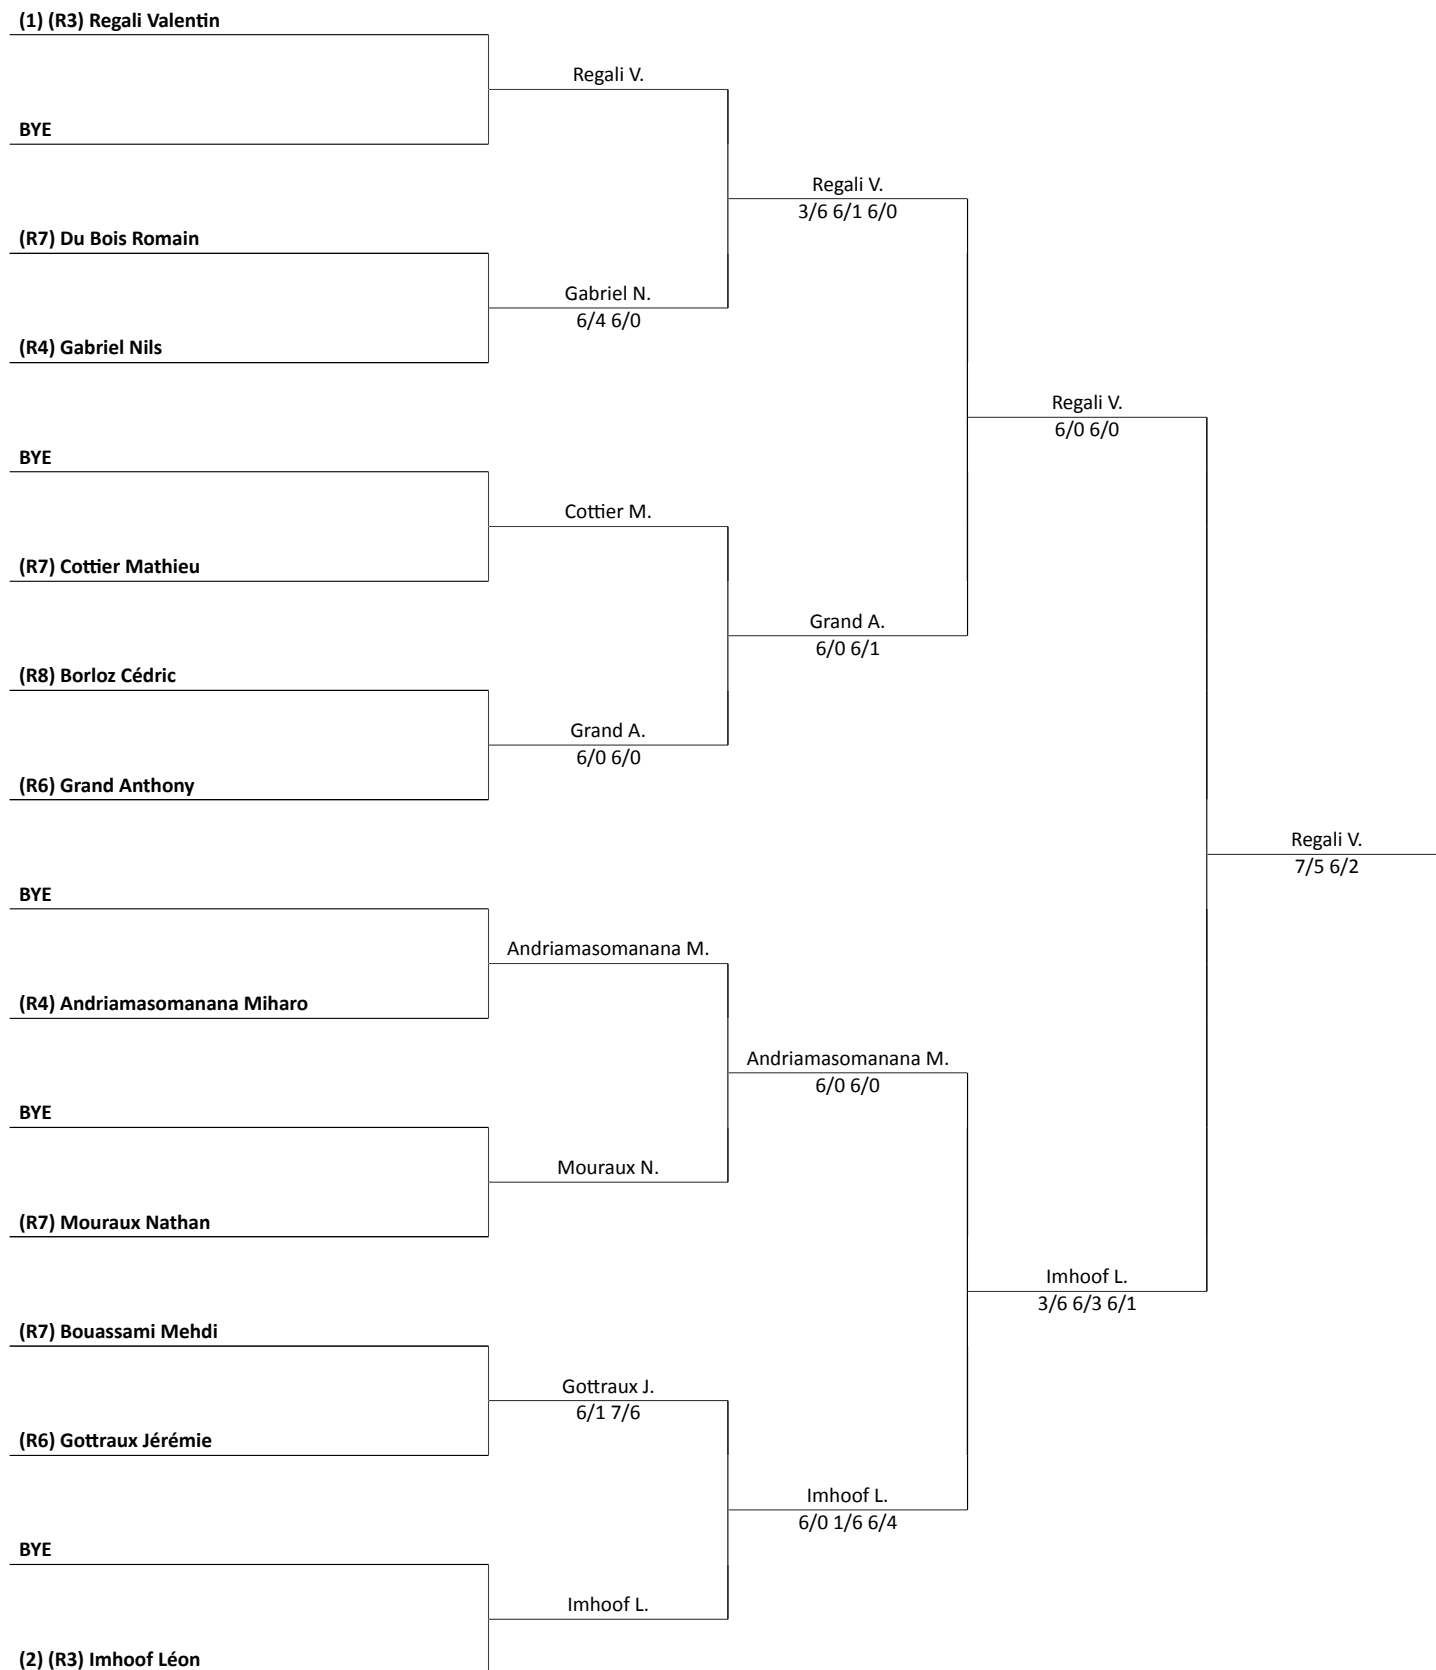 (1) (R3) Regali Valentin
Regali V.
BYE
Regali V.
3/6 6/1 6/0
(R7) Du Bois Romain
Gabriel N.
6/4 6/0
(R4) Gabriel Nils
Regali V.
6/0 6/0
BYE
Cottier M.
(R7) Cottier Mathieu
Grand A.
6/0 6/1
(R8) Borloz Cédric
Grand A.
6/0 6/0
(R6) Grand Anthony
Regali V.
7/5 6/2
BYE
Andriamasomanana M.
(R4) Andriamasomanana Miharo
Andriamasomanana M.
6/0 6/0
BYE
Mouraux N.
(R7) Mouraux Nathan
Imhoof L.
3/6 6/3 6/1
(R7) Bouassami Mehdi
Gottraux J.
6/1 7/6
(R6) Gottraux Jérémie
Imhoof L.
6/0 1/6 6/4
BYE
Imhoof L.
(2) (R3) Imhoof Léon